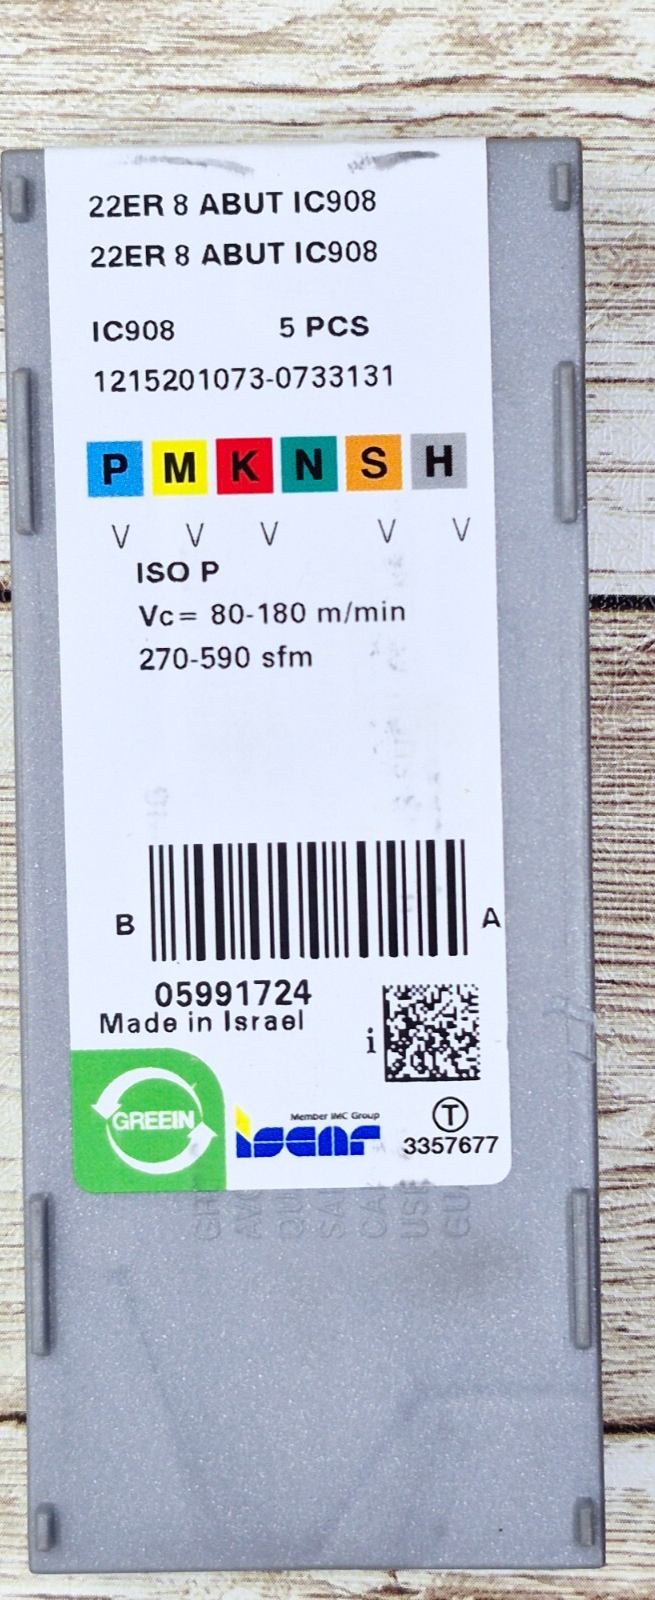 22ER 8 ABUT IC908
22ER 8 ABUT IC908
IC908 5 PCS
1215201073-0733131
P M K N S H
V V V V V
ISO P
Vc= 80-180 m/min
270-590 sfm
B A
05991724
Made in Israel
i
GREEIN
Member IMC Group
iscar
T
3357677